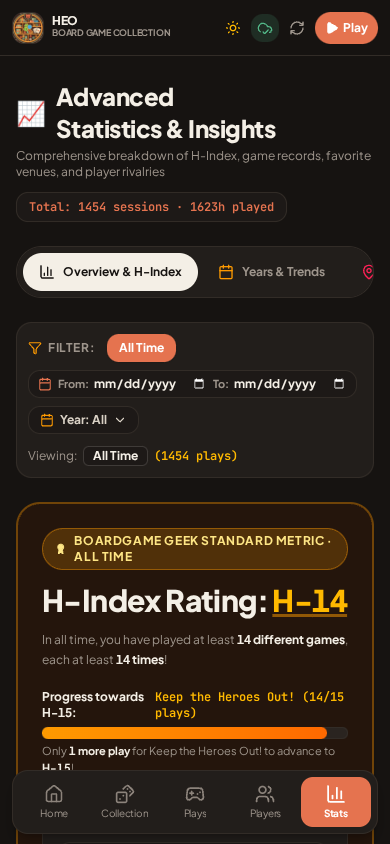 HEO
BOARD GAME COLLECTION
Play
Advanced
Statistics & Insights
Comprehensive breakdown of H-Index, game records, favorite
venues, and player rivalries
Total: 1454 sessions · 1623h played
Overview & H-Index
Years & Trends
FILTER:
All Time
From: mm/dd/yyyy To: mm/dd/yyyy
Year: All
Viewing: All Time (1454 plays)
BOARDGAME GEEK STANDARD METRIC ·
ALL TIME
H-Index Rating: H-14
In all time, you have played at least 14 different games,
each at least 14 times!
Progress towards
H-15:
Keep the Heroes Out! (14/15
plays)
Only 1 more play for Keep the Heroes Out! to advance to
H-15!
Home
Collection
Plays
Players
Stats